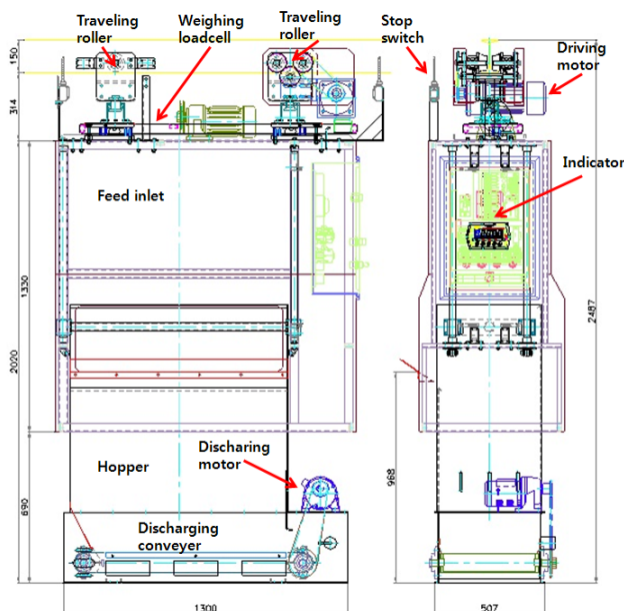 Traveling
roller
Weighing
loadcell
Traveling
roller
Stop
switch
Driving
motor
150
314
Feed inlet
Indicator
1330
2020
2487
Discharing
motor
Hopper
968
690
Discharging
conveyer
1300
507